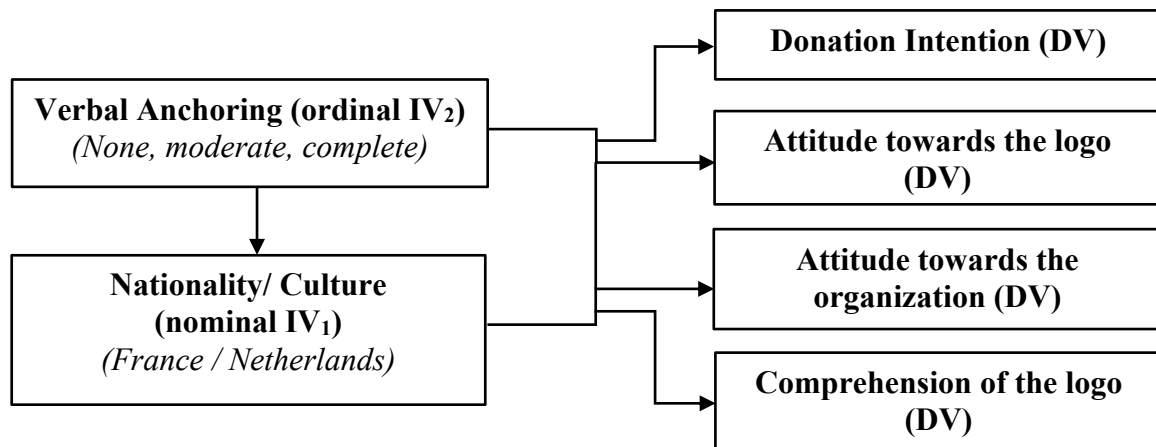 Verbal Anchoring (ordinal IV₂)
(None, moderate, complete)
Nationality/ Culture
(nominal IV₁)
(France / Netherlands)
Donation Intention (DV)
Attitude towards the logo
(DV)
Attitude towards the
organization (DV)
Comprehension of the logo
(DV)